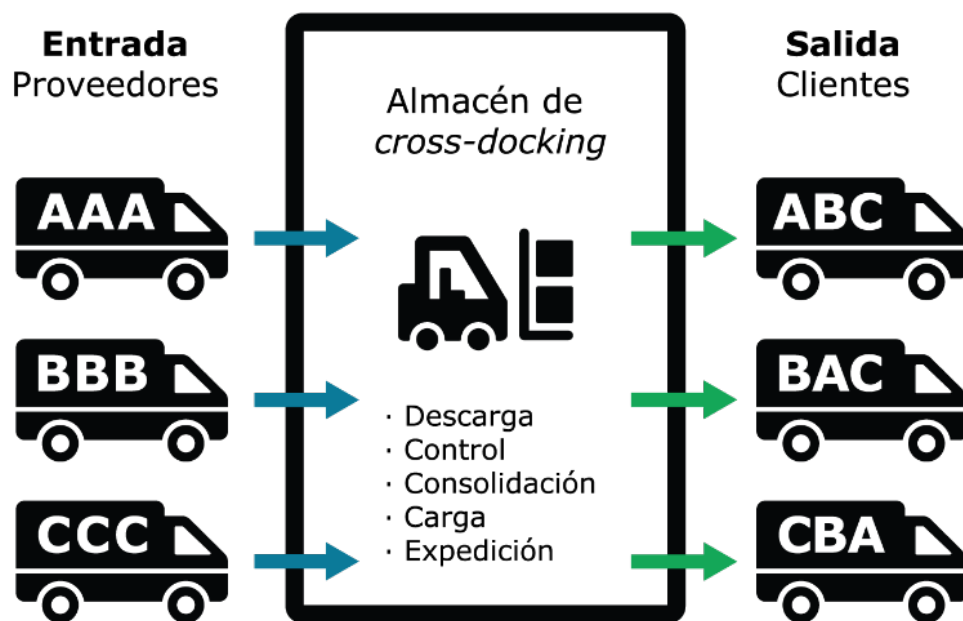 Entrada
Proveedores
Almacén de
cross-docking
Salida
Clientes
AAA
BBB
CCC
· Descarga
· Control
· Consolidación
· Carga
· Expedición
ABC
BAC
CBA